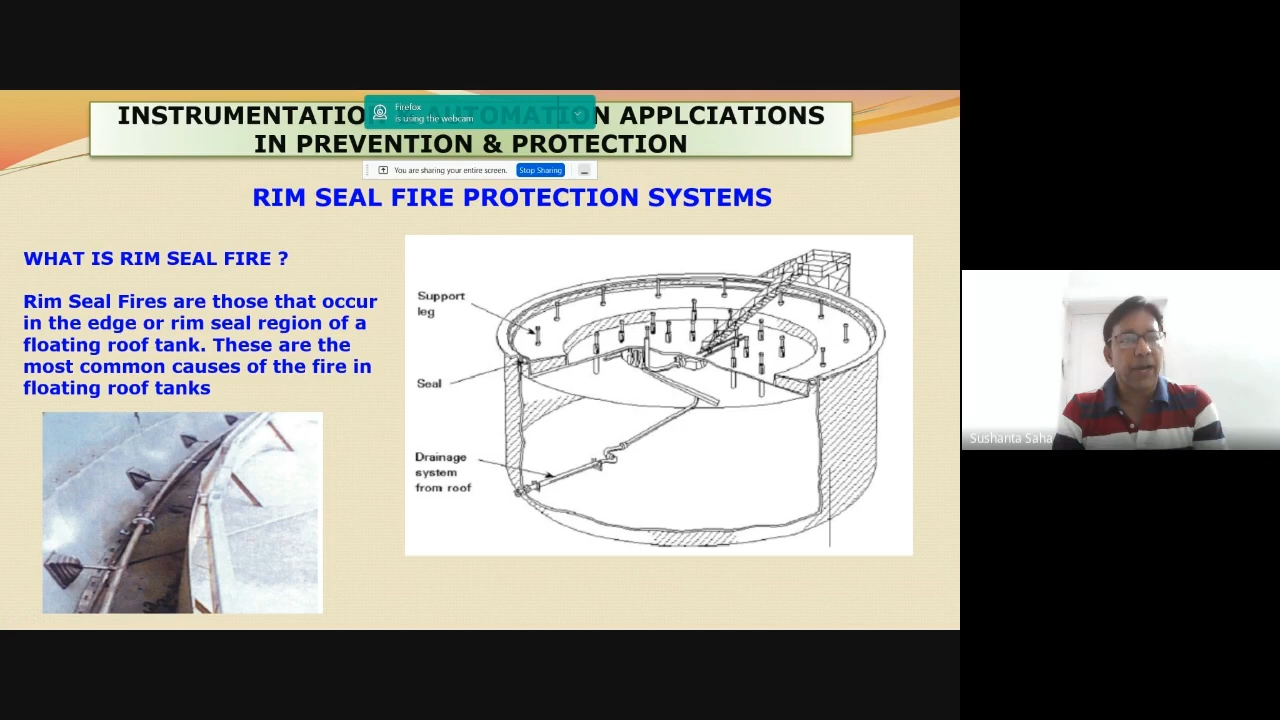 INSTRUMENTATIO AUTOMATION APPLCIATIONS
IN PREVENTION & PROTECTION
Firefox
is using the webcam
You are sharing your entire screen.
Stop Sharing
RIM SEAL FIRE PROTECTION SYSTEMS
WHAT IS RIM SEAL FIRE ?
Rim Seal Fires are those that occur
in the edge or rim seal region of a
floating roof tank. These are the
most common causes of the fire in
floating roof tanks
Support
leg
Seal
Drainage
system
from roof
Sushanta Saha